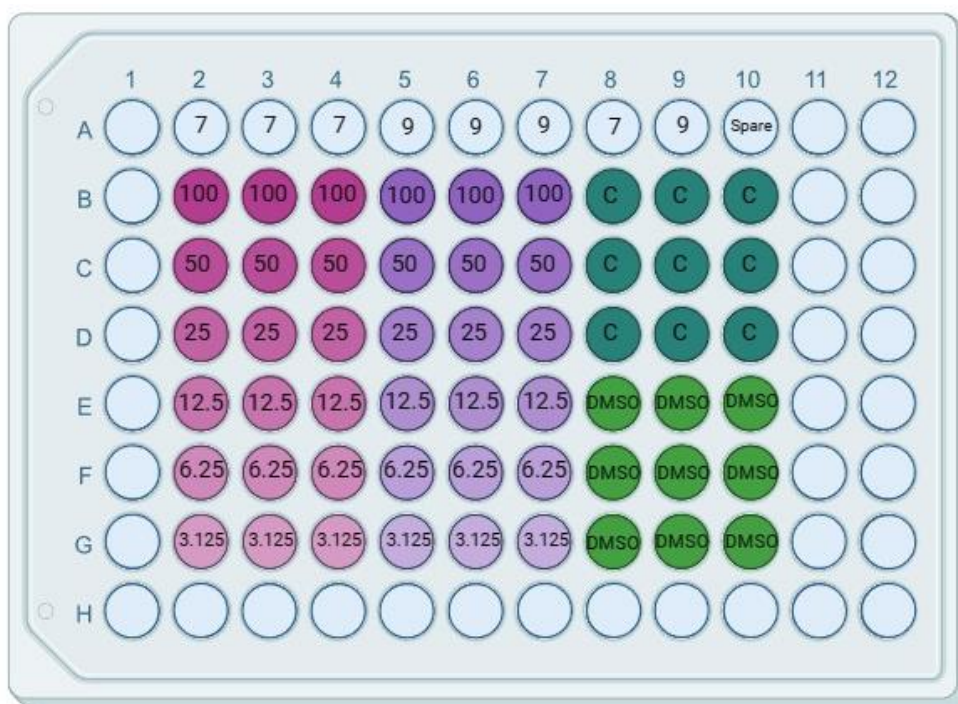 1 2 3 4 5 6 7 8 9 10 11 12
A 7 7 7 9 9 9 7 9 Spare
B 100 100 100 100 100 100 C C C
C 50 50 50 50 50 50 C C C
D 25 25 25 25 25 25 C C C
E 12.5 12.5 12.5 12.5 12.5 12.5 DMSO DMSO DMSO
F 6.25 6.25 6.25 6.25 6.25 6.25 DMSO DMSO DMSO
G 3.125 3.125 3.125 3.125 3.125 3.125 DMSO DMSO DMSO
H